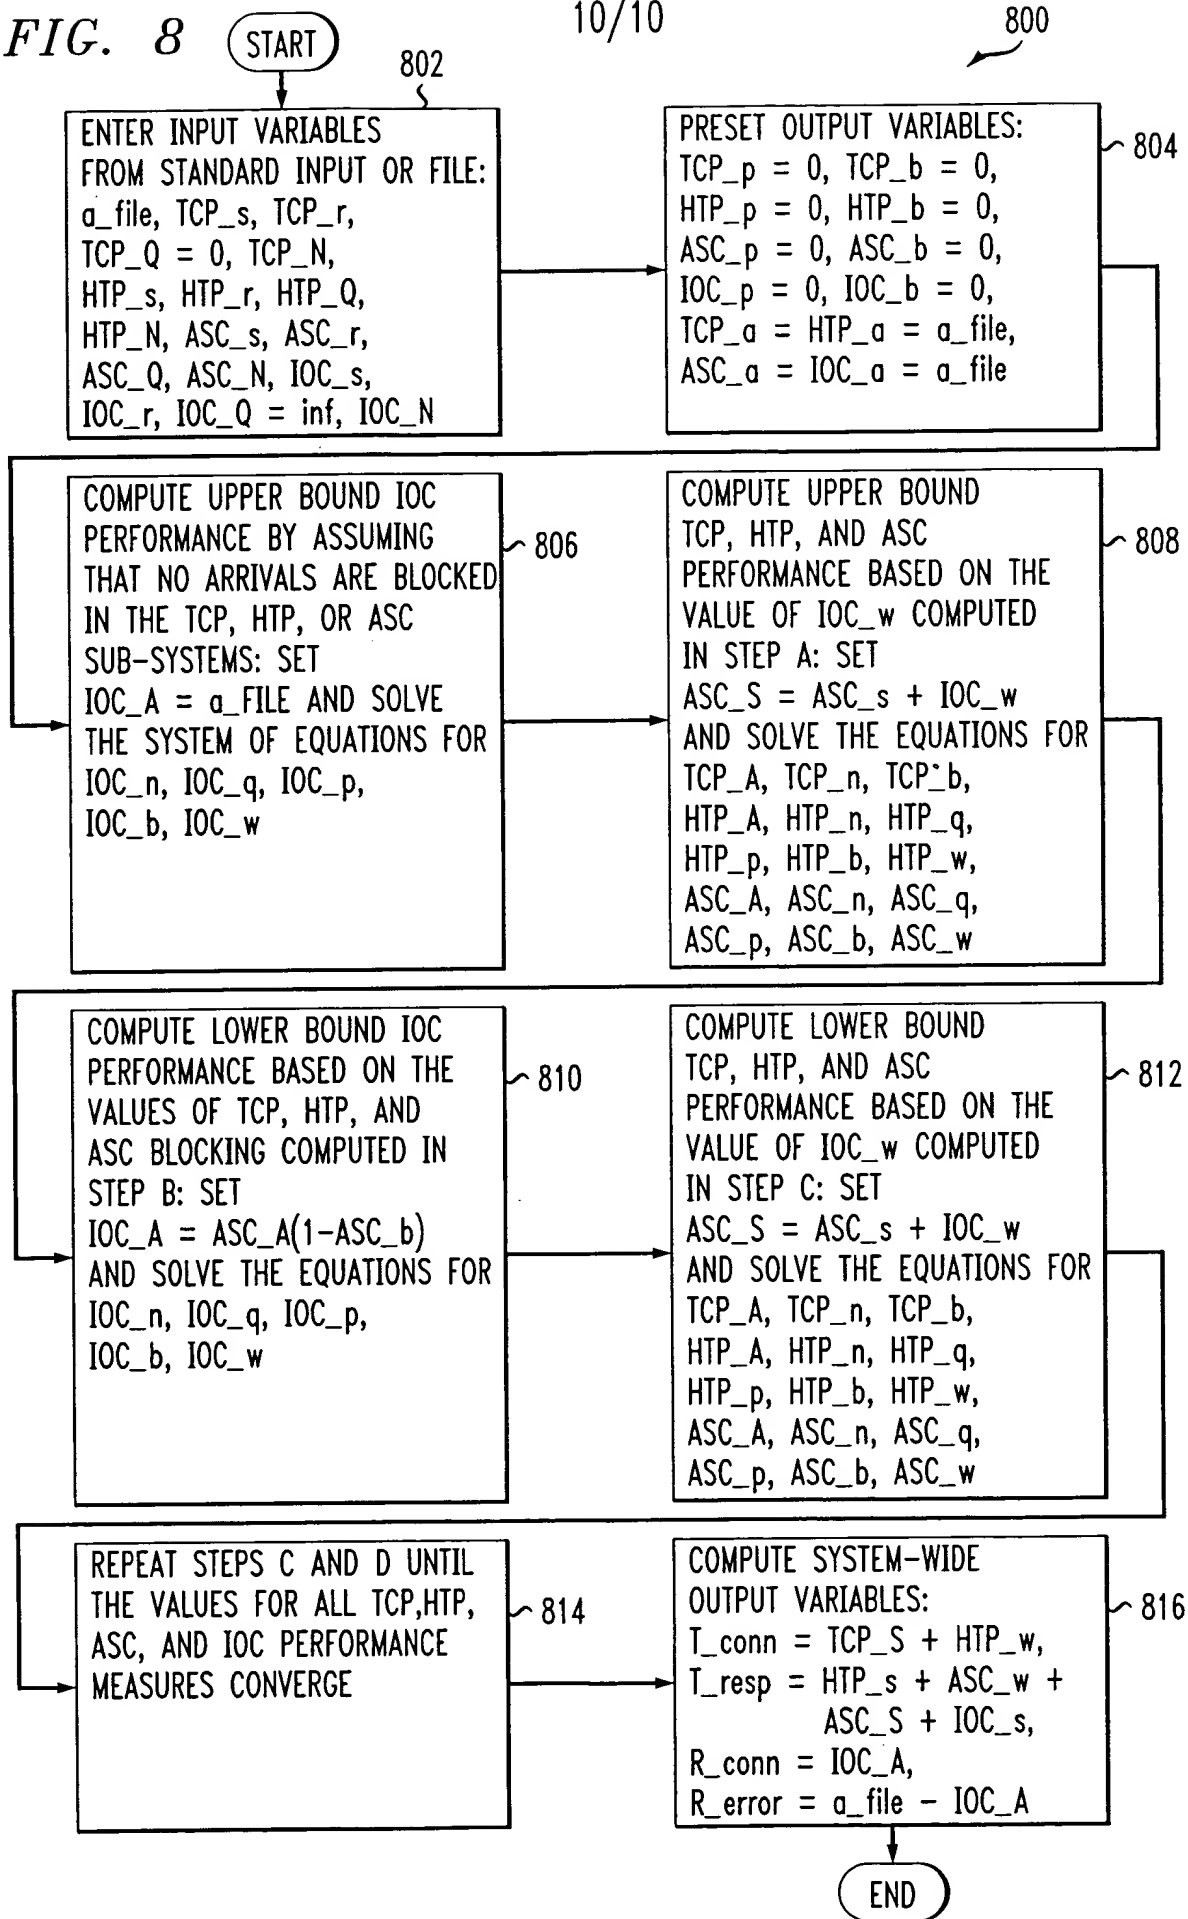 FIG. 8
START
10/10
800
802
ENTER INPUT VARIABLES
FROM STANDARD INPUT OR FILE:
a_file, TCP_s, TCP_r,
TCP_Q = 0, TCP_N,
HTP_s, HTP_r, HTP_Q,
HTP_N, ASC_s, ASC_r,
ASC_Q, ASC_N, IOC_s,
IOC_r, IOC_Q = inf, IOC_N
PRESET OUTPUT VARIABLES:
TCP_p = 0, TCP_b = 0,
HTP_p = 0, HTP_b = 0,
ASC_p = 0, ASC_b = 0,
IOC_p = 0, IOC_b = 0,
TCP_a = HTP_a = a_file,
ASC_a = IOC_a = a_file
804
COMPUTE UPPER BOUND IOC
PERFORMANCE BY ASSUMING
THAT NO ARRIVALS ARE BLOCKED
IN THE TCP, HTP, OR ASC
SUB-SYSTEMS: SET
IOC_A = a_FILE AND SOLVE
THE SYSTEM OF EQUATIONS FOR
IOC_n, IOC_q, IOC_p,
IOC_b, IOC_w
806
COMPUTE UPPER BOUND
TCP, HTP, AND ASC
PERFORMANCE BASED ON THE
VALUE OF IOC_w COMPUTED
IN STEP A: SET
ASC_S = ASC_s + IOC_w
AND SOLVE THE EQUATIONS FOR
TCP_A, TCP_n, TCP_b,
HTP_A, HTP_n, HTP_q,
HTP_p, HTP_b, HTP_w,
ASC_A, ASC_n, ASC_q,
ASC_p, ASC_b, ASC_w
808
COMPUTE LOWER BOUND IOC
PERFORMANCE BASED ON THE
VALUES OF TCP, HTP, AND
ASC BLOCKING COMPUTED IN
STEP B: SET
IOC_A = ASC_A(1-ASC_b)
AND SOLVE THE EQUATIONS FOR
IOC_n, IOC_q, IOC_p,
IOC_b, IOC_w
810
COMPUTE LOWER BOUND
TCP, HTP, AND ASC
PERFORMANCE BASED ON THE
VALUE OF IOC_w COMPUTED
IN STEP C: SET
ASC_S = ASC_s + IOC_w
AND SOLVE THE EQUATIONS FOR
TCP_A, TCP_n, TCP_b,
HTP_A, HTP_n, HTP_q,
HTP_p, HTP_b, HTP_w,
ASC_A, ASC_n, ASC_q,
ASC_p, ASC_b, ASC_w
812
REPEAT STEPS C AND D UNTIL
THE VALUES FOR ALL TCP,HTP,
ASC, AND IOC PERFORMANCE
MEASURES CONVERGE
814
COMPUTE SYSTEM-WIDE
OUTPUT VARIABLES:
T_conn = TCP_S + HTP_w,
T_resp = HTP_s + ASC_w +
ASC_S + IOC_s,
R_conn = IOC_A,
R_error = a_file - IOC_A
816
END